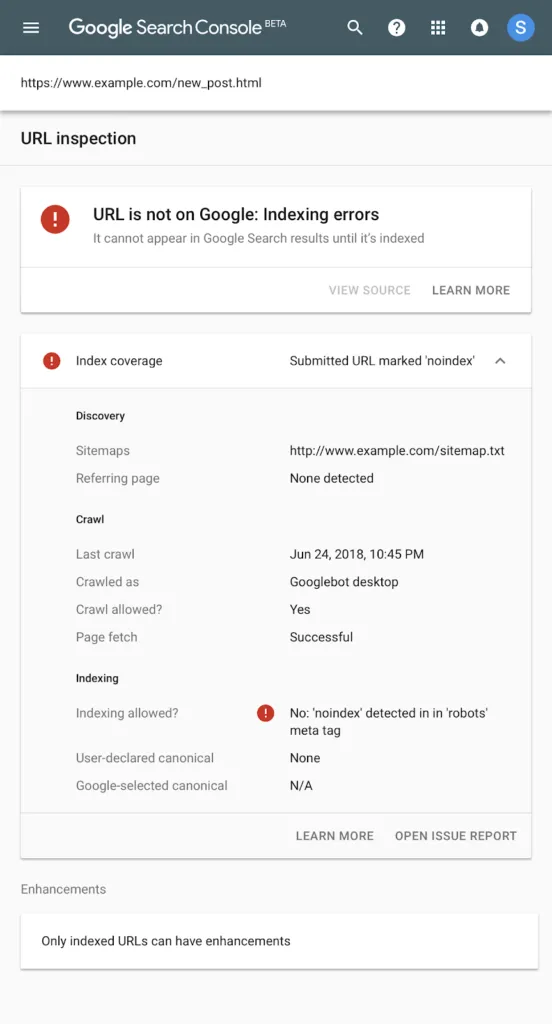 Google Search Console BETA
S
https://www.example.com/new_post.html
URL inspection
URL is not on Google: Indexing errors
It cannot appear in Google Search results until it's indexed
VIEW SOURCE LEARN MORE
Index coverage Submitted URL marked 'noindex'
Discovery
Sitemaps http://www.example.com/sitemap.txt
Referring page None detected
Crawl
Last crawl Jun 24, 2018, 10:45 PM
Crawled as Googlebot desktop
Crawl allowed? Yes
Page fetch Successful
Indexing
Indexing allowed? No: 'noindex' detected in in 'robots'
meta tag
User-declared canonical None
Google-selected canonical N/A
LEARN MORE OPEN ISSUE REPORT
Enhancements
Only indexed URLs can have enhancements